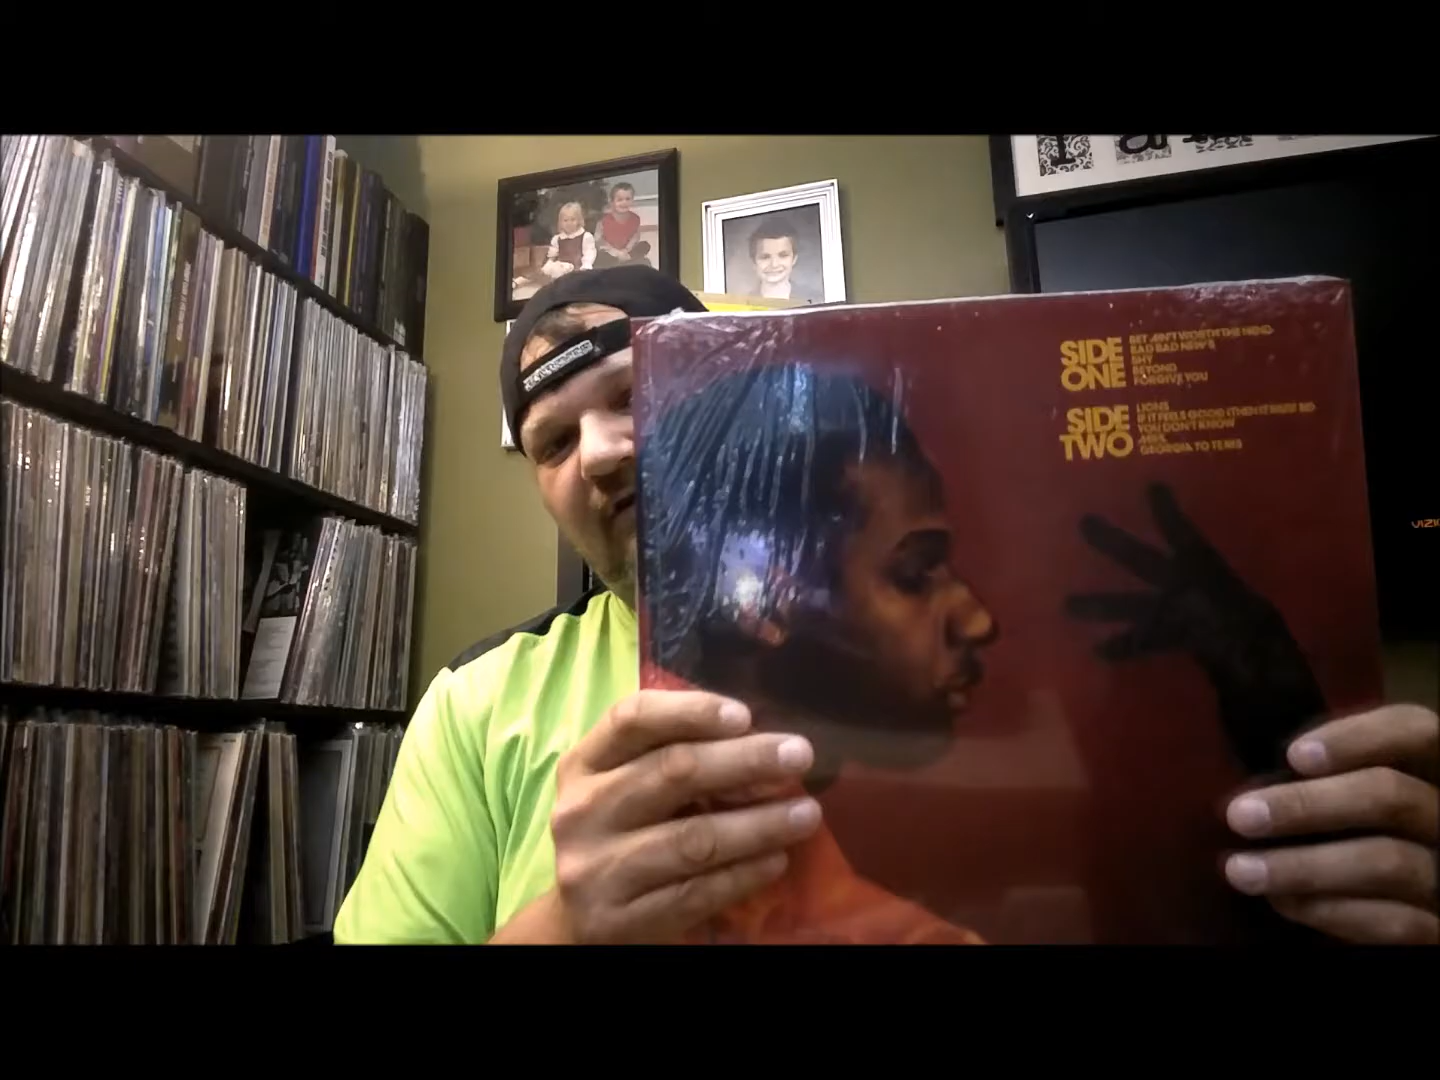 SIDE ONE
BET AIN'T WORTH THE HAND
BAD BAD NEWS
SHY
BEYOND
FORGIVE YOU
SIDE TWO
LIONS
IF IT FEELS GOOD (THEN IT MUST BE)
YOU DON'T KNOW
MRS.
GEORGIA TO TEXAS
VIZI